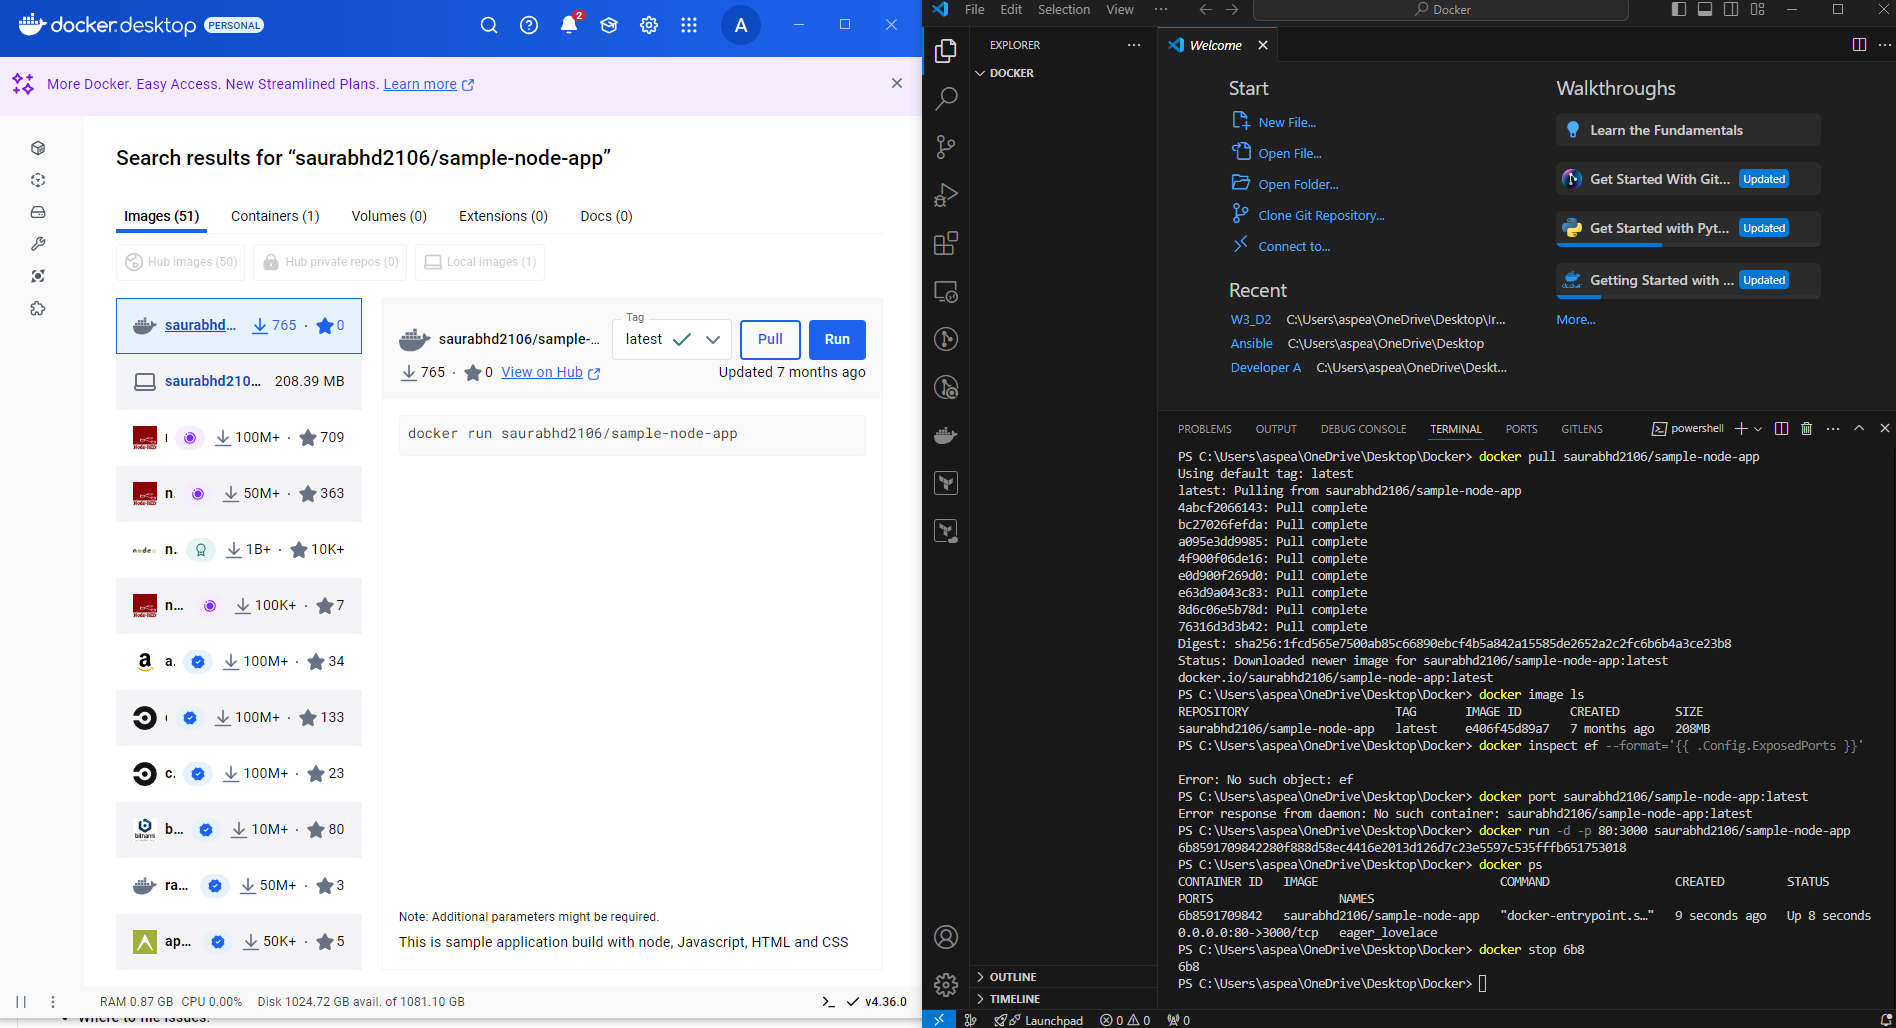 docker.desktop PERSONAL
2
A
More Docker. Easy Access. New Streamlined Plans. Learn more
Search results for “saurabhd2106/sample-node-app”
Images (51)
Containers (1)
Volumes (0)
Extensions (0)
Docs (0)
Hub images (50)
Hub private repos (0)
Local images (1)
saurabhd... 765 · 0
saurabhd210... 208.39 MB
100M+ · 709
n. 50M+ · 363
node n. 1B+ · 10K+
n... 100K+ · 7
a. 100M+ · 34
100M+ · 133
c. 100M+ · 23
bitnami b... 10M+ · 80
ra... 50M+ · 3
ap... 50K+ · 5
saurabhd2106/sample-...
Tag
latest
Pull
Run
765 · 0 View on Hub
Updated 7 months ago
docker run saurabhd2106/sample-node-app
Note: Additional parameters might be required.
This is sample application build with node, Javascript, HTML and CSS
RAM 0.87 GB CPU 0.00% Disk 1024.72 GB avail. of 1081.10 GB
v4.36.0
Where to file issues:
File Edit Selection View ···
Docker
EXPLORER ···
DOCKER
OUTLINE
TIMELINE
Welcome
Start
New File...
Open File...
Open Folder...
Clone Git Repository...
Connect to...
Recent
W3_D2 C:\Users\aspea\OneDrive\Desktop\Ir...
Ansible C:\Users\aspea\OneDrive\Desktop
Developer A C:\Users\aspea\OneDrive\Deskt...
Walkthroughs
Learn the Fundamentals
Get Started With Git... Updated
Get Started with Pyt... Updated
Getting Started with ... Updated
More...
PROBLEMS OUTPUT DEBUG CONSOLE TERMINAL PORTS GITLENS
powershell
PS C:\Users\aspea\OneDrive\Desktop\Docker> docker pull saurabhd2106/sample-node-app
Using default tag: latest
latest: Pulling from saurabhd2106/sample-node-app
4abcf2066143: Pull complete
bc27026fefda: Pull complete
a095e3dd9985: Pull complete
4f900f06de16: Pull complete
e0d900f269d0: Pull complete
e63d9a043c83: Pull complete
8d6c06e5b78d: Pull complete
76316d3d3b42: Pull complete
Digest: sha256:1fcd565e7500ab85c66890ebcf4b5a842a15585de2652a2c2fc6b6b4a3ce23b8
Status: Downloaded newer image for saurabhd2106/sample-node-app:latest
docker.io/saurabhd2106/sample-node-app:latest
PS C:\Users\aspea\OneDrive\Desktop\Docker> docker image ls
REPOSITORY TAG IMAGE ID CREATED SIZE
saurabhd2106/sample-node-app latest e406f45d89a7 7 months ago 208MB
PS C:\Users\aspea\OneDrive\Desktop\Docker> docker inspect ef --format='{{ .Config.ExposedPorts }}'
Error: No such object: ef
PS C:\Users\aspea\OneDrive\Desktop\Docker> docker port saurabhd2106/sample-node-app:latest
Error response from daemon: No such container: saurabhd2106/sample-node-app:latest
PS C:\Users\aspea\OneDrive\Desktop\Docker> docker run -d -p 80:3000 saurabhd2106/sample-node-app
6b8591709842280f888d58ec4416e2013d126d7c23e5597c535fffb651753018
PS C:\Users\aspea\OneDrive\Desktop\Docker> docker ps
CONTAINER ID IMAGE COMMAND CREATED STATUS
PORTS NAMES
6b8591709842 saurabhd2106/sample-node-app "docker-entrypoint.s…" 9 seconds ago Up 8 seconds
0.0.0.0:80->3000/tcp eager_lovelace
PS C:\Users\aspea\OneDrive\Desktop\Docker> docker stop 6b8
6b8
PS C:\Users\aspea\OneDrive\Desktop\Docker>
Launchpad 0 0 0